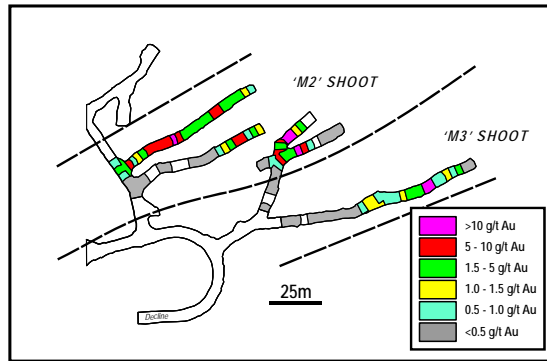 'M2' SHOOT
'M3' SHOOT
>10 g/t Au
5 - 10 g/t Au
1.5 - 5 g/t Au
1.0 - 1.5 g/t Au
0.5 - 1.0 g/t Au
<0.5 g/t Au
25m
Decline